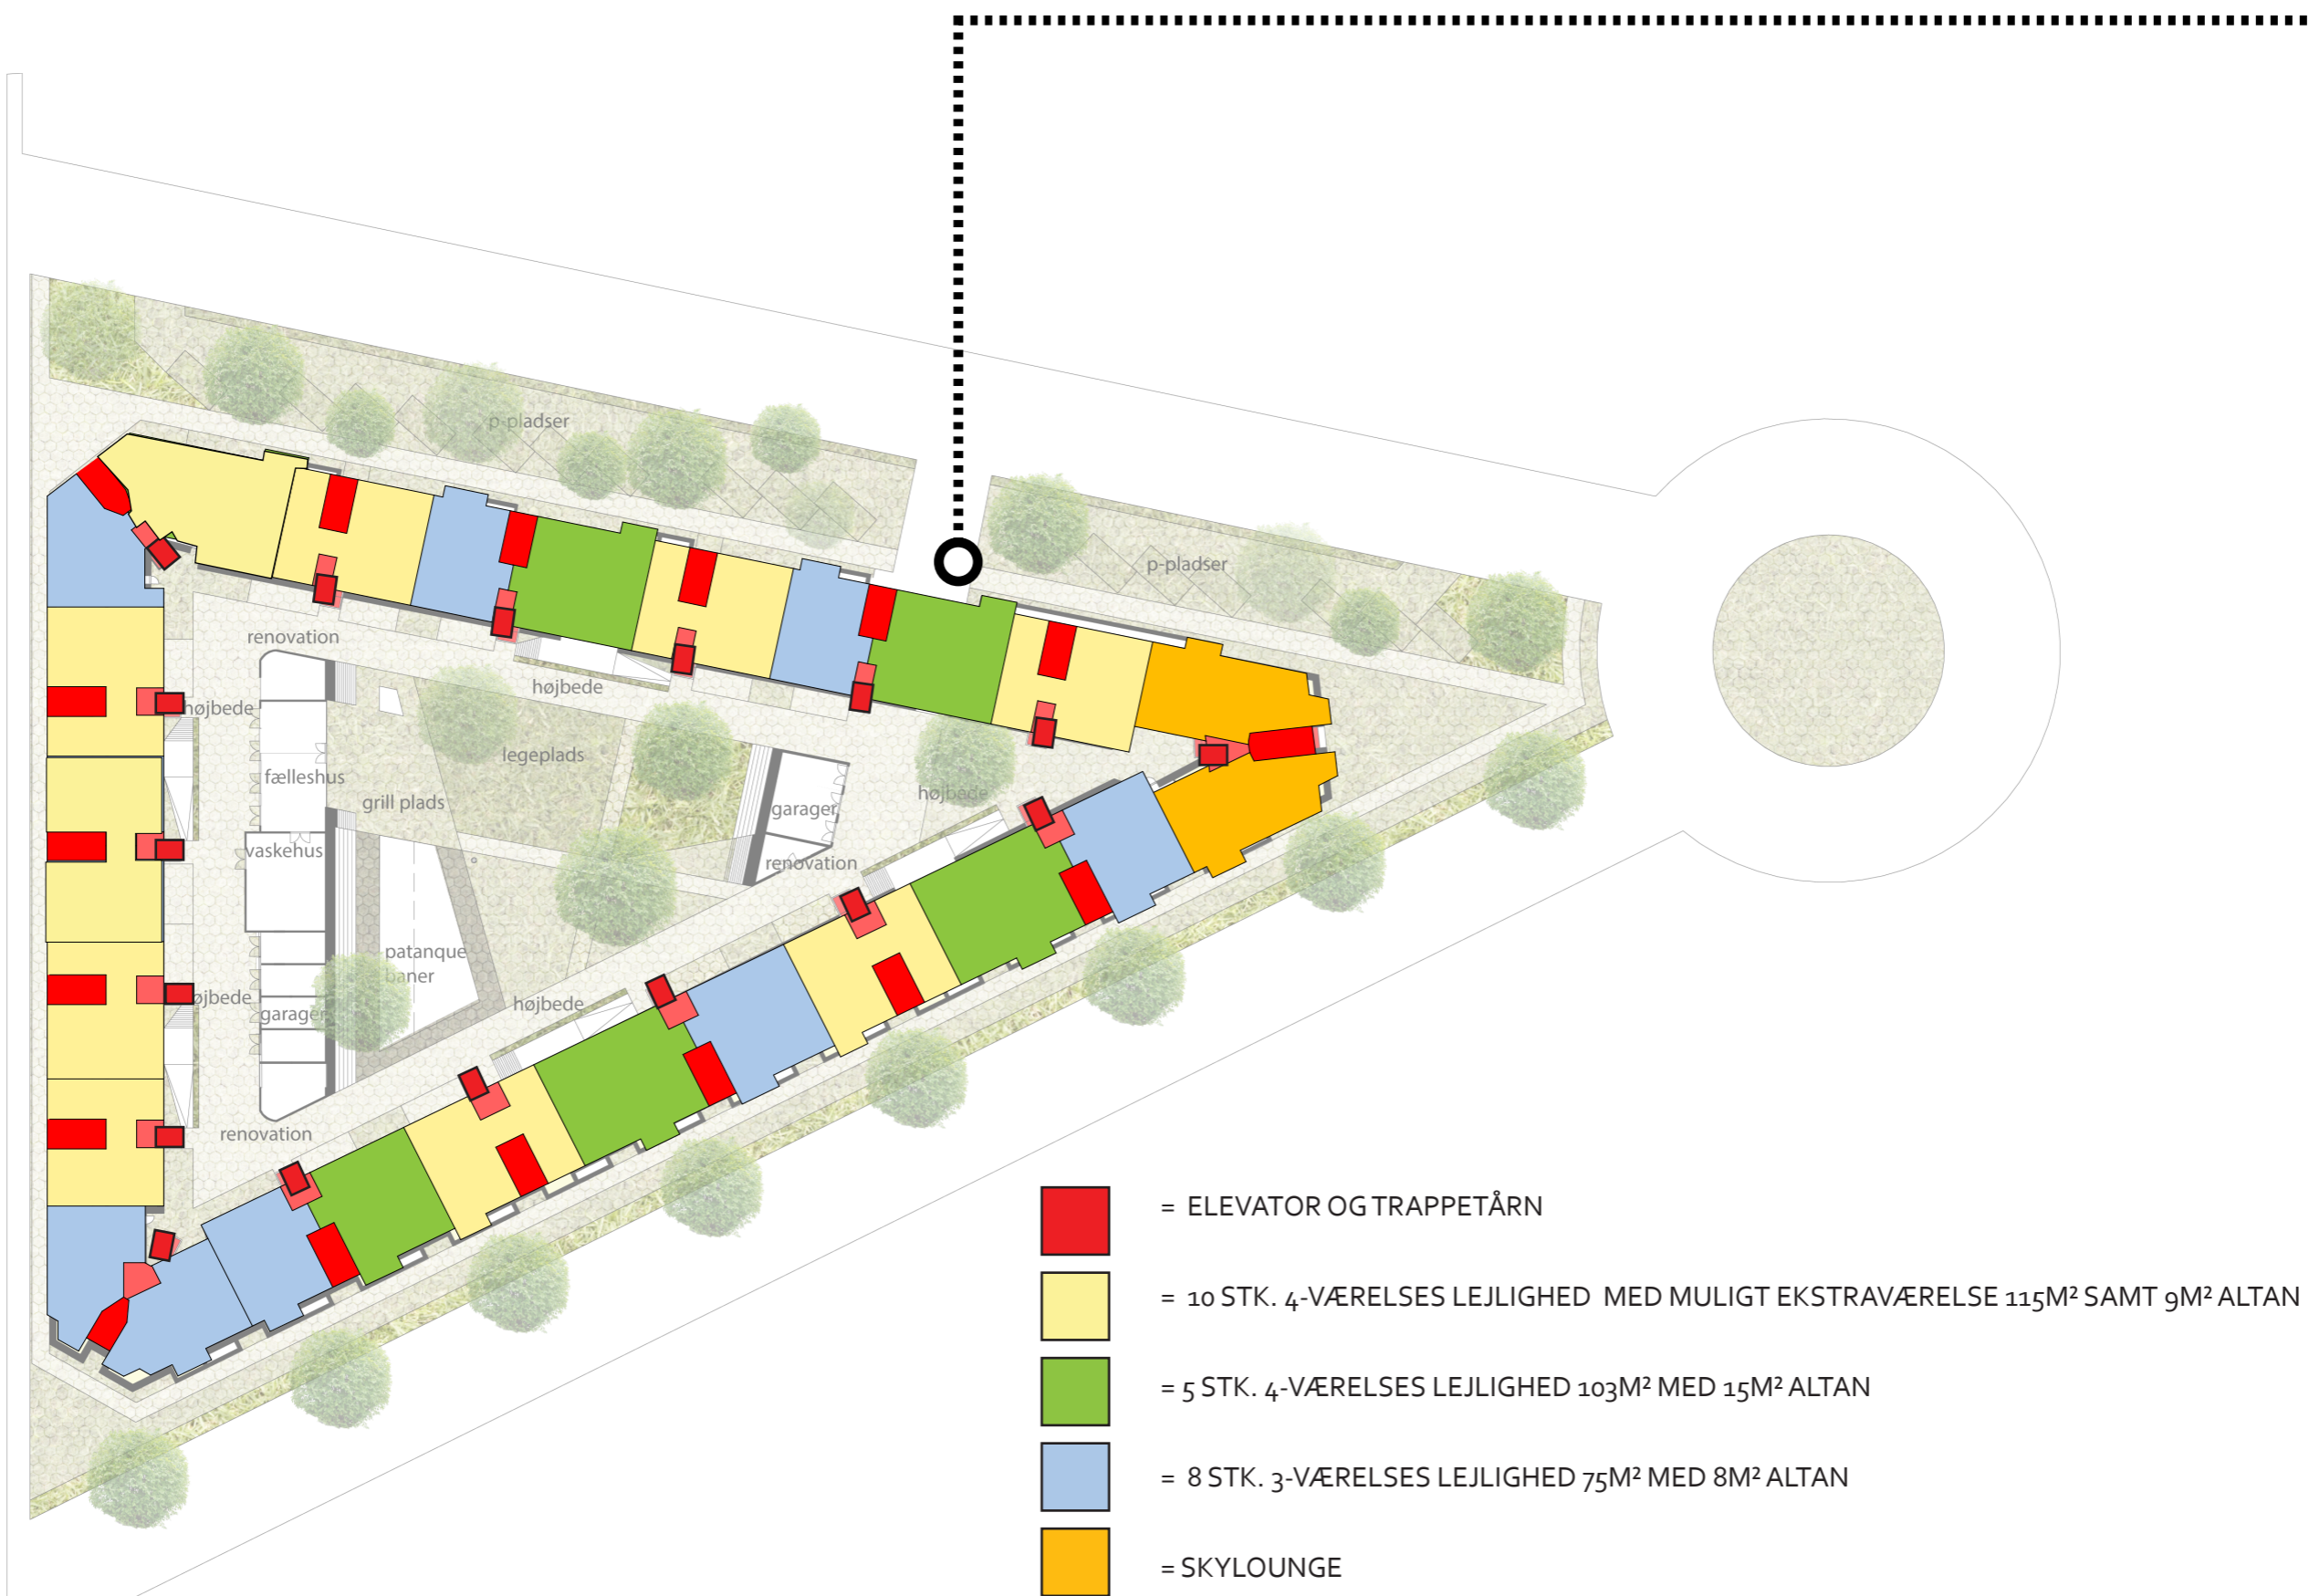 p-pladser
p-pladser
renovation
højbede
højbede
legeplads
fælleshus
grill plads
højbede
garager
vaskehus
renovation
patanque
baner
højbede
højbede
garager
renovation
= ELEVATOR OG TRAPPETÅRN
= 10 STK. 4-VÆRELSES LEJLIGHED MED MULIGT EKSTRAVÆRELSE 115M² SAMT 9M² ALTAN
= 5 STK. 4-VÆRELSES LEJLIGHED 103M² MED 15M² ALTAN
= 8 STK. 3-VÆRELSES LEJLIGHED 75M² MED 8M² ALTAN
= SKYLOUNGE